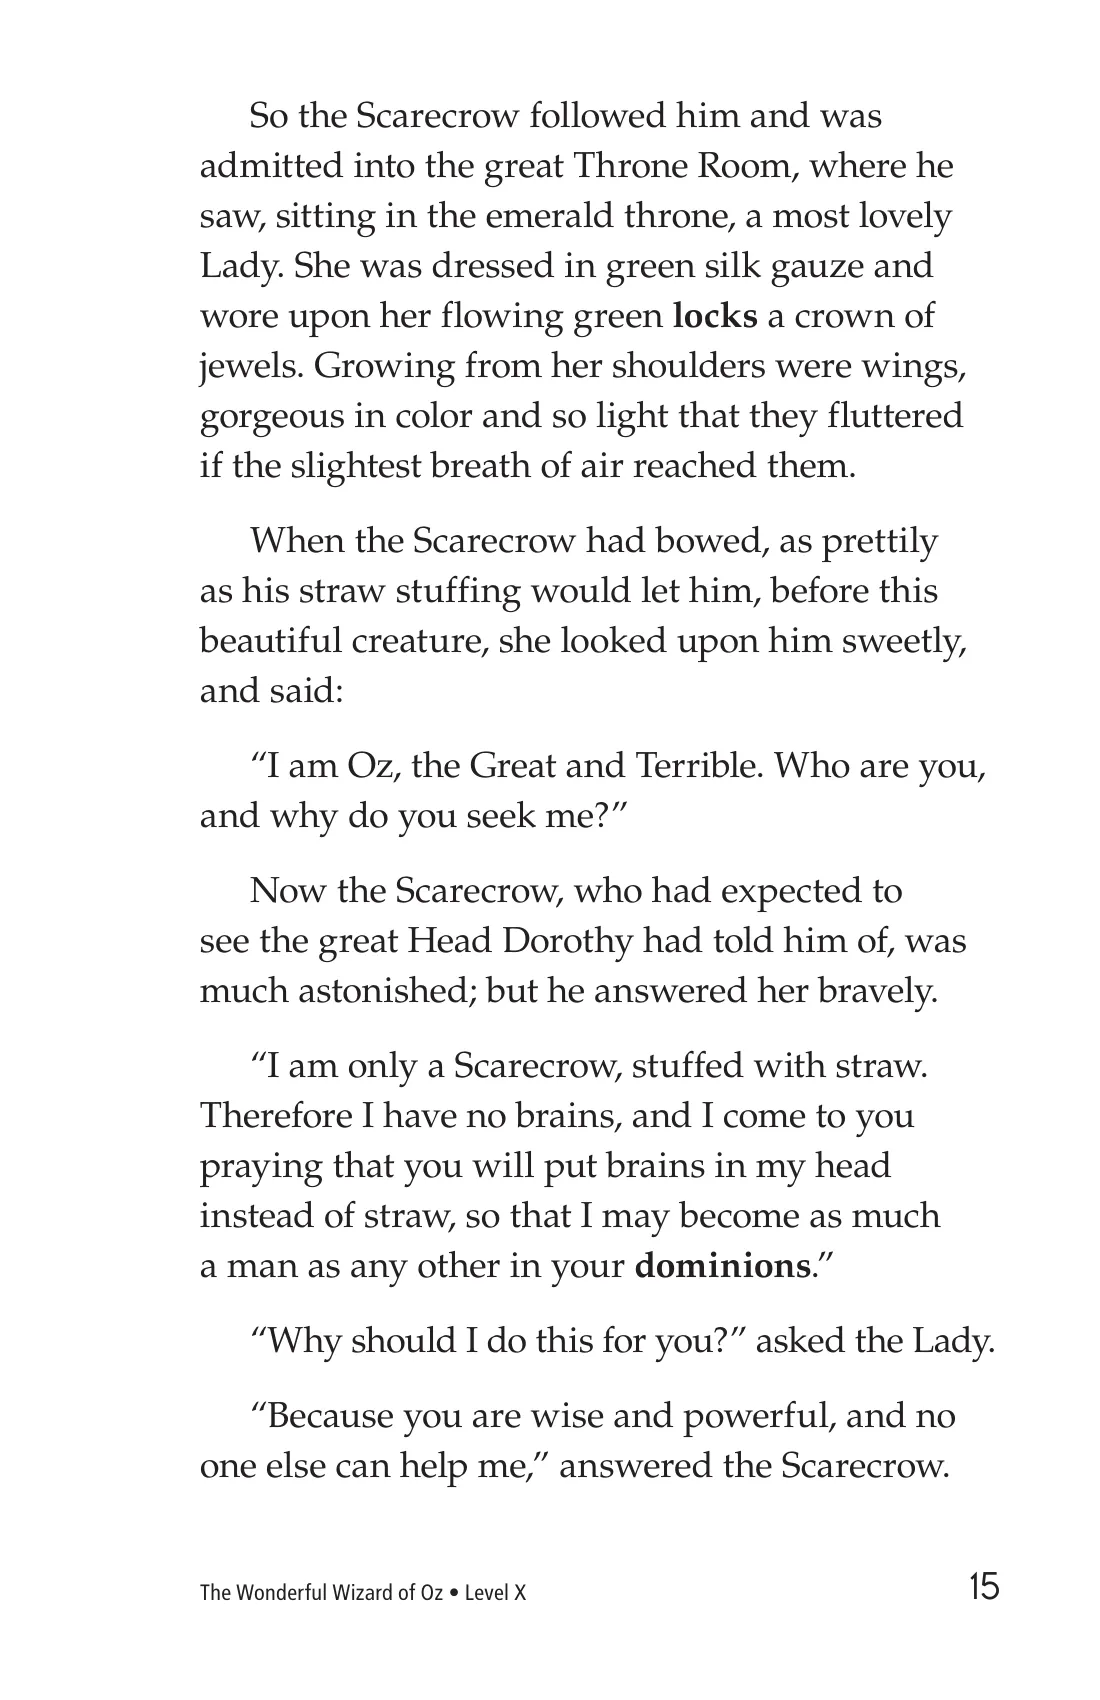 So the Scarecrow followed him and was
admitted into the great Throne Room, where he
saw, sitting in the emerald throne, a most lovely
Lady. She was dressed in green silk gauze and
wore upon her flowing green locks a crown of
jewels. Growing from her shoulders were wings,
gorgeous in color and so light that they fluttered
if the slightest breath of air reached them.
When the Scarecrow had bowed, as prettily
as his straw stuffing would let him, before this
beautiful creature, she looked upon him sweetly,
and said:
“I am Oz, the Great and Terrible. Who are you,
and why do you seek me?”
Now the Scarecrow, who had expected to
see the great Head Dorothy had told him of, was
much astonished; but he answered her bravely.
“I am only a Scarecrow, stuffed with straw.
Therefore I have no brains, and I come to you
praying that you will put brains in my head
instead of straw, so that I may become as much
a man as any other in your dominions.”
“Why should I do this for you?” asked the Lady.
“Because you are wise and powerful, and no
one else can help me,” answered the Scarecrow.
The Wonderful Wizard of Oz • Level X
15